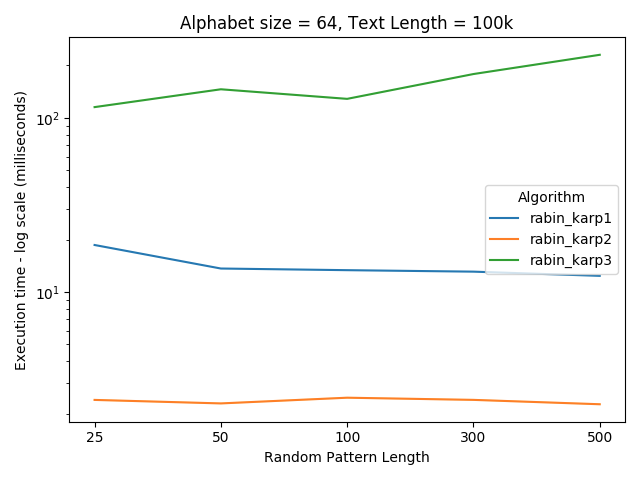 Alphabet size = 64, Text Length = 100k
Execution time - log scale (milliseconds)
10²
10¹
Algorithm
rabin_karp1
rabin_karp2
rabin_karp3
25 50 100 300 500
Random Pattern Length